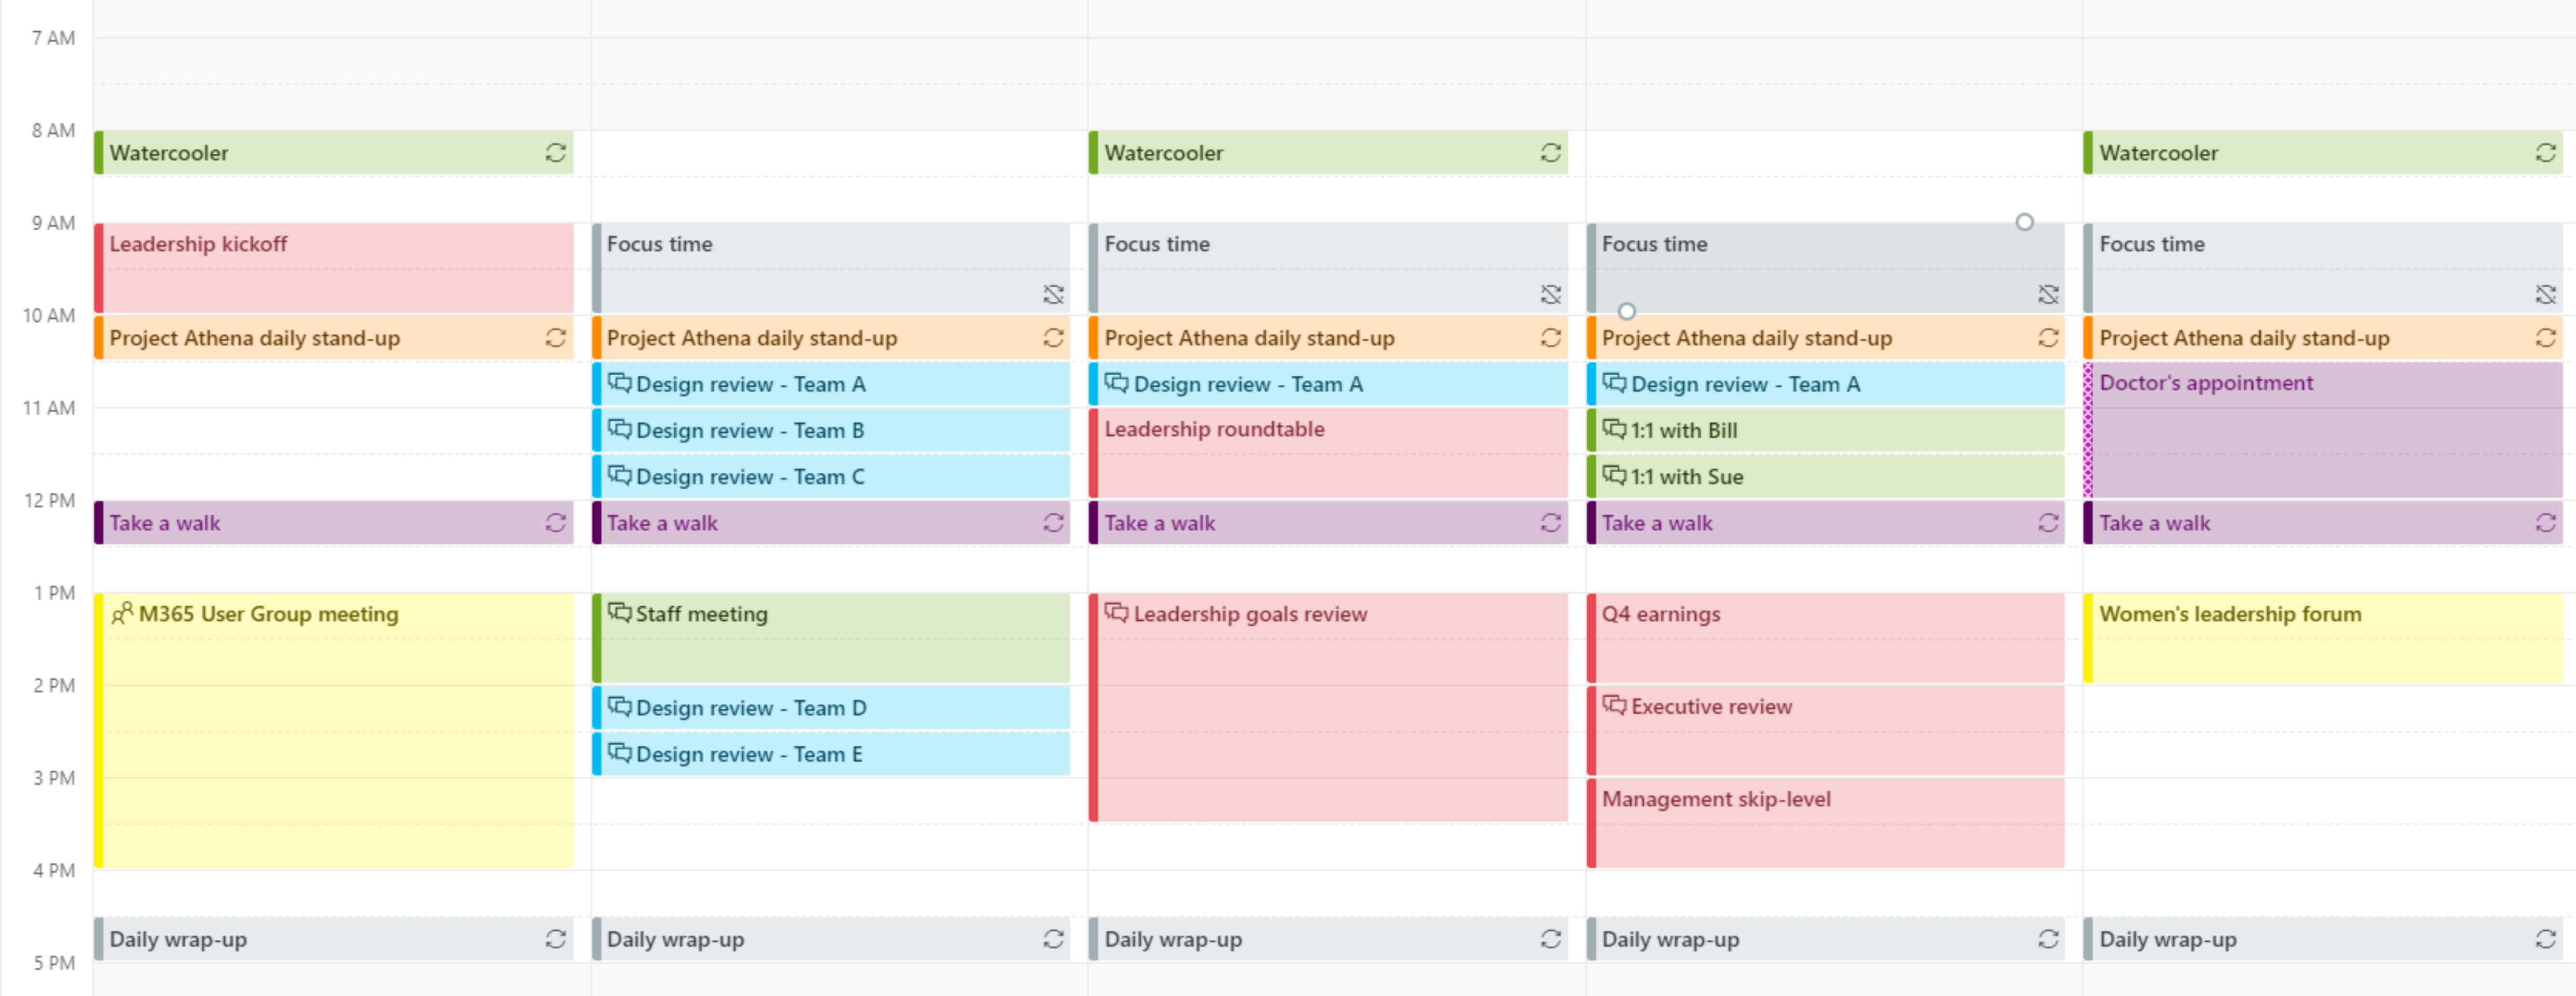 7 AM
8 AM
Watercooler
Watercooler
Watercooler
9 AM
Leadership kickoff
Focus time
Focus time
Focus time
Focus time
10 AM
Project Athena daily stand-up
Project Athena daily stand-up
Project Athena daily stand-up
Project Athena daily stand-up
Project Athena daily stand-up
Design review - Team A
Design review - Team A
Design review - Team A
Doctor's appointment
11 AM
Design review - Team B
Leadership roundtable
1:1 with Bill
Design review - Team C
1:1 with Sue
12 PM
Take a walk
Take a walk
Take a walk
Take a walk
Take a walk
1 PM
M365 User Group meeting
Staff meeting
Leadership goals review
Q4 earnings
Women's leadership forum
2 PM
Design review - Team D
Executive review
Design review - Team E
3 PM
Management skip-level
4 PM
Daily wrap-up
Daily wrap-up
Daily wrap-up
Daily wrap-up
Daily wrap-up
5 PM